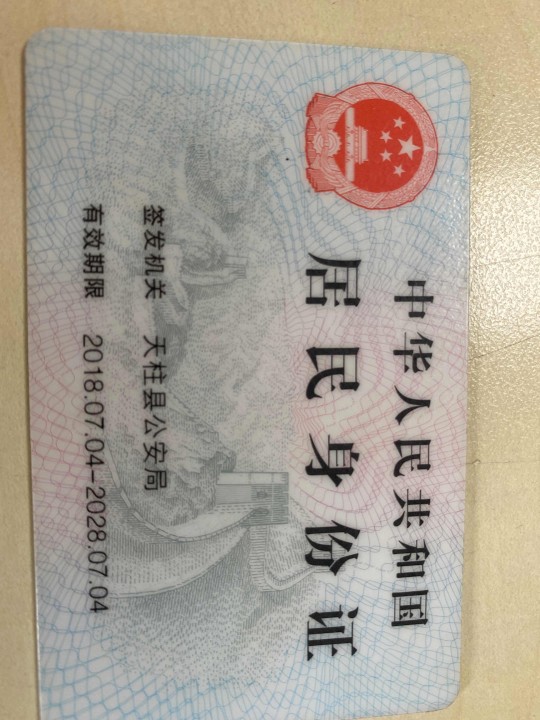 中华人民共和国
居民身份证
签发机关 天柱县公安局
有效期限 2018.07.04-2028.07.04